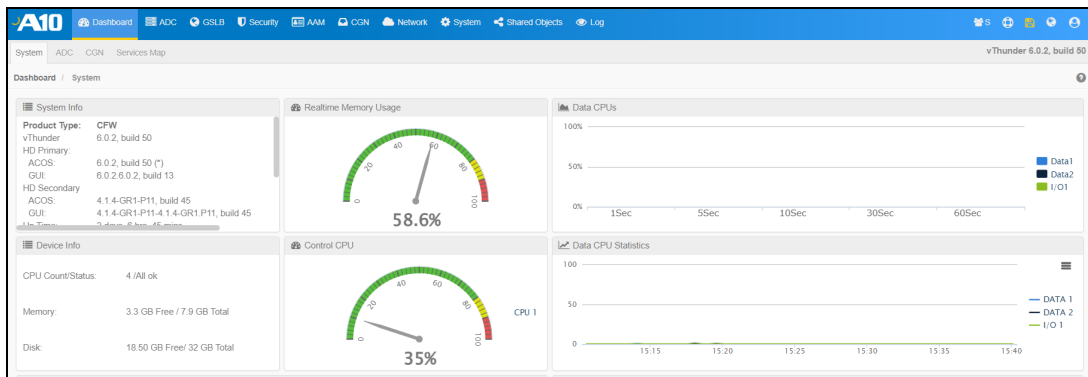 A10 Dashboard ADC GSLB Security AAM CGN Network System Shared Objects Log S
System ADC CGN Services Map vThunder 6.0.2, build 50
Dashboard / System
System Info
Product Type: CFW
vThunder 6.0.2, build 50
HD Primary:
ACOS: 6.0.2, build 50 (*)
GUI: 6.0.2.6.0.2, build 13
HD Secondary
ACOS: 4.1.4-GR1-P11, build 45
GUI: 4.1.4-GR1-P11-4.1.4-GR1.P11, build 45
Up Time: 3 days, 6 hrs, 45 mins
Realtime Memory Usage
0 20 40 60 80 100
58.6%
Data CPUs
100%
50%
0%
1Sec 5Sec 10Sec 30Sec 60Sec
Data1
Data2
I/O1
Device Info
CPU Count/Status: 4 /All ok
Memory: 3.3 GB Free / 7.9 GB Total
Disk: 18.50 GB Free/ 32 GB Total
Control CPU
0 20 40 60 80 100
CPU 1
35%
Data CPU Statistics
100
50
0
15:15 15:20 15:25 15:30 15:35 15:40
DATA 1
DATA 2
I/O 1